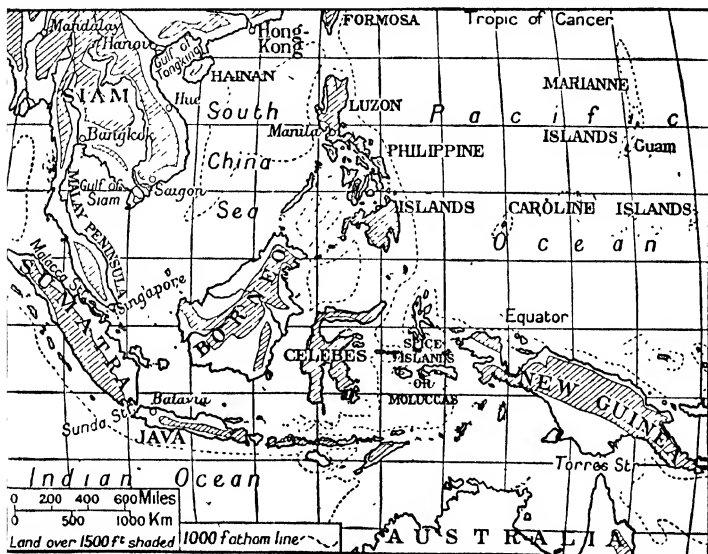 FORMOSA
Tropic of Cancer
Mandalay
Hanoi
Gulf of Tongking
Hong-Kong
HAINAN
SIAM
Hue
South
China
Sea
LUZON
Manila
MARIANNE
ISLANDS
Guam
Pacific
Ocean
Bangkok
PHILIPPINE
ISLANDS
Gulf of Siam
Saigon
CAROLINE ISLANDS
MALAY PENINSULA
Malacca St.
Singapore
SUMATRA
BORNEO
Equator
CELEBES
SPICE
ISLANDS
OR
MOLUCCAS
NEW GUINEA
Batavia
Sunda St.
JAVA
Torres St
Indian Ocean
0 200 400 600 Miles
0 500 1000 Km
Land over 1500 ft shaded
1000 fathom line
AUSTRALIA